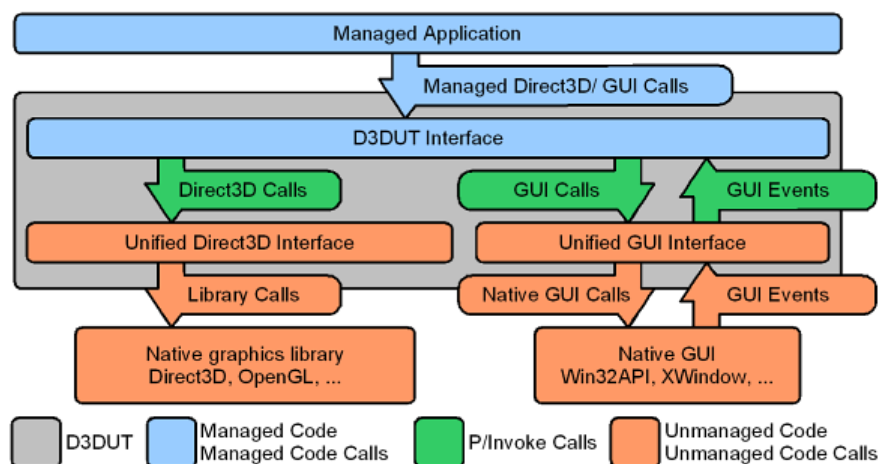 Managed Application
Managed Direct3D/ GUI Calls
D3DUT Interface
Direct3D Calls
GUI Calls
GUI Events
Unified Direct3D Interface
Unified GUI Interface
Library Calls
Native GUI Calls
GUI Events
Native graphics library
Direct3D, OpenGL, ...
Native GUI
Win32API, XWindow, ...
D3DUT
Managed Code
Managed Code Calls
P/Invoke Calls
Unmanaged Code
Unmanaged Code Calls